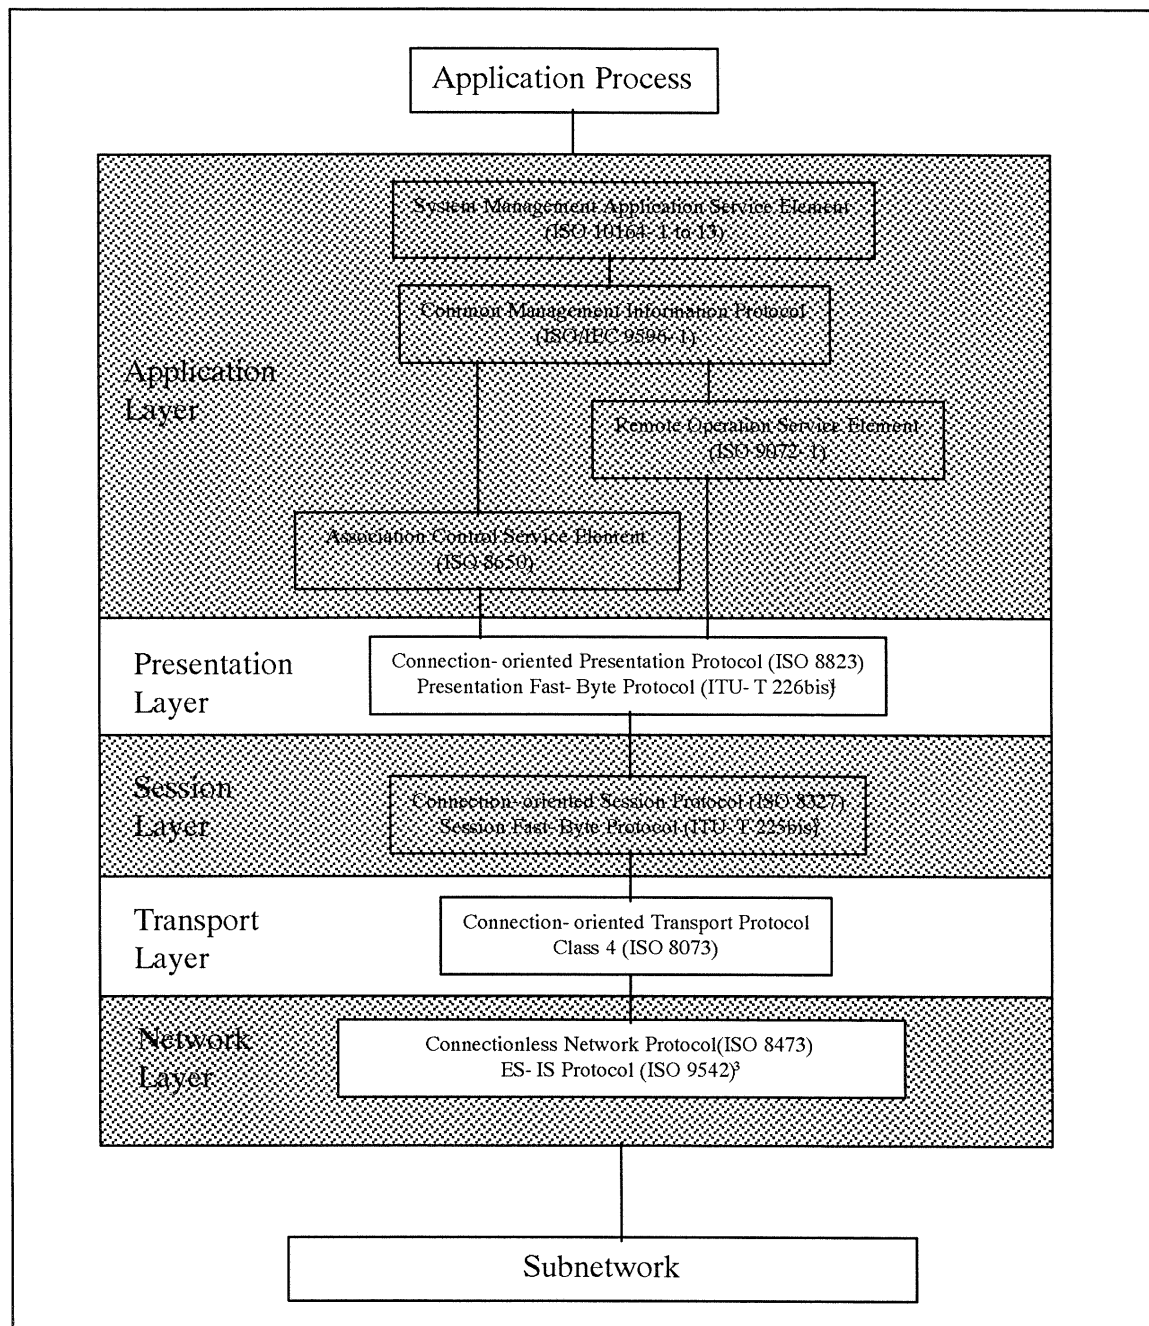 Application Process
System Management Application Service Element
(ISO 10164- 1 to 13)
Common Management Information Protocol
(ISO/IEC 9596- 1)
Application
Layer
Remote Operation Service Element
(ISO 9072- 1)
Association Control Service Element
(ISO 8650)
Presentation
Layer
Connection- oriented Presentation Protocol (ISO 8823)
Presentation Fast- Byte Protocol (ITU- T 226bis)¹
Session
Layer
Connection- oriented Session Protocol (ISO 8327)
Session Fast- Byte Protocol (ITU- T 225bis)
Transport
Layer
Connection- oriented Transport Protocol
Class 4 (ISO 8073)
Network
Layer
Connectionless Network Protocol(ISO 8473)
ES- IS Protocol (ISO 9542)³
Subnetwork